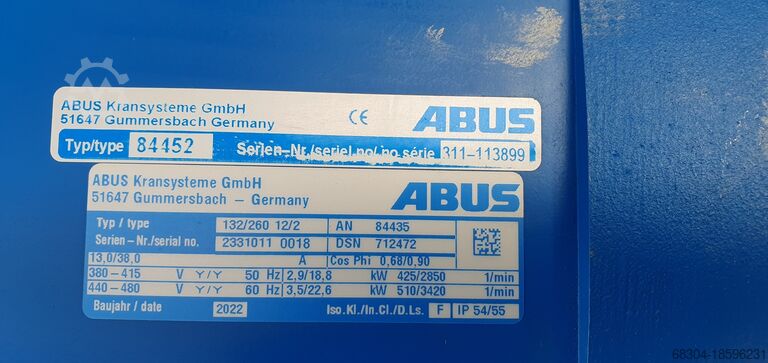 ABUS Kransysteme GmbH
51647 Gummersbach Germany
CE ABUS
Typ/type 84452 Serien-Nr./seriel no/ no série 311-113899
ABUS Kransysteme GmbH
51647 Gummersbach – Germany
ABUS
Typ / type 132/260 12/2 AN 84435
Serien-Nr./serial no. 2331011 0018 DSN 712472
13,0/38,0 A Cos Phi 0,68/0,90
380-415 V Y/Y 50 Hz 2,9/18,8 kW 425/2850 1/min
440-480 V Y/Y 60 Hz 3,5/22,6 kW 510/3420 1/min
Baujahr / date 2022 Iso.Kl./In.Cl./D.Ls. F IP 54/55
68304-18596231